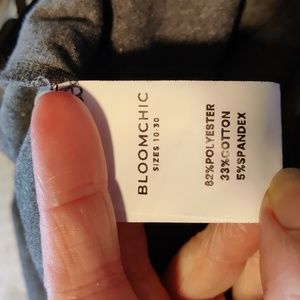 BLOOMCHIC
SIZES 10-30
62%POLYESTER
33%COTTON
5%SPANDEX